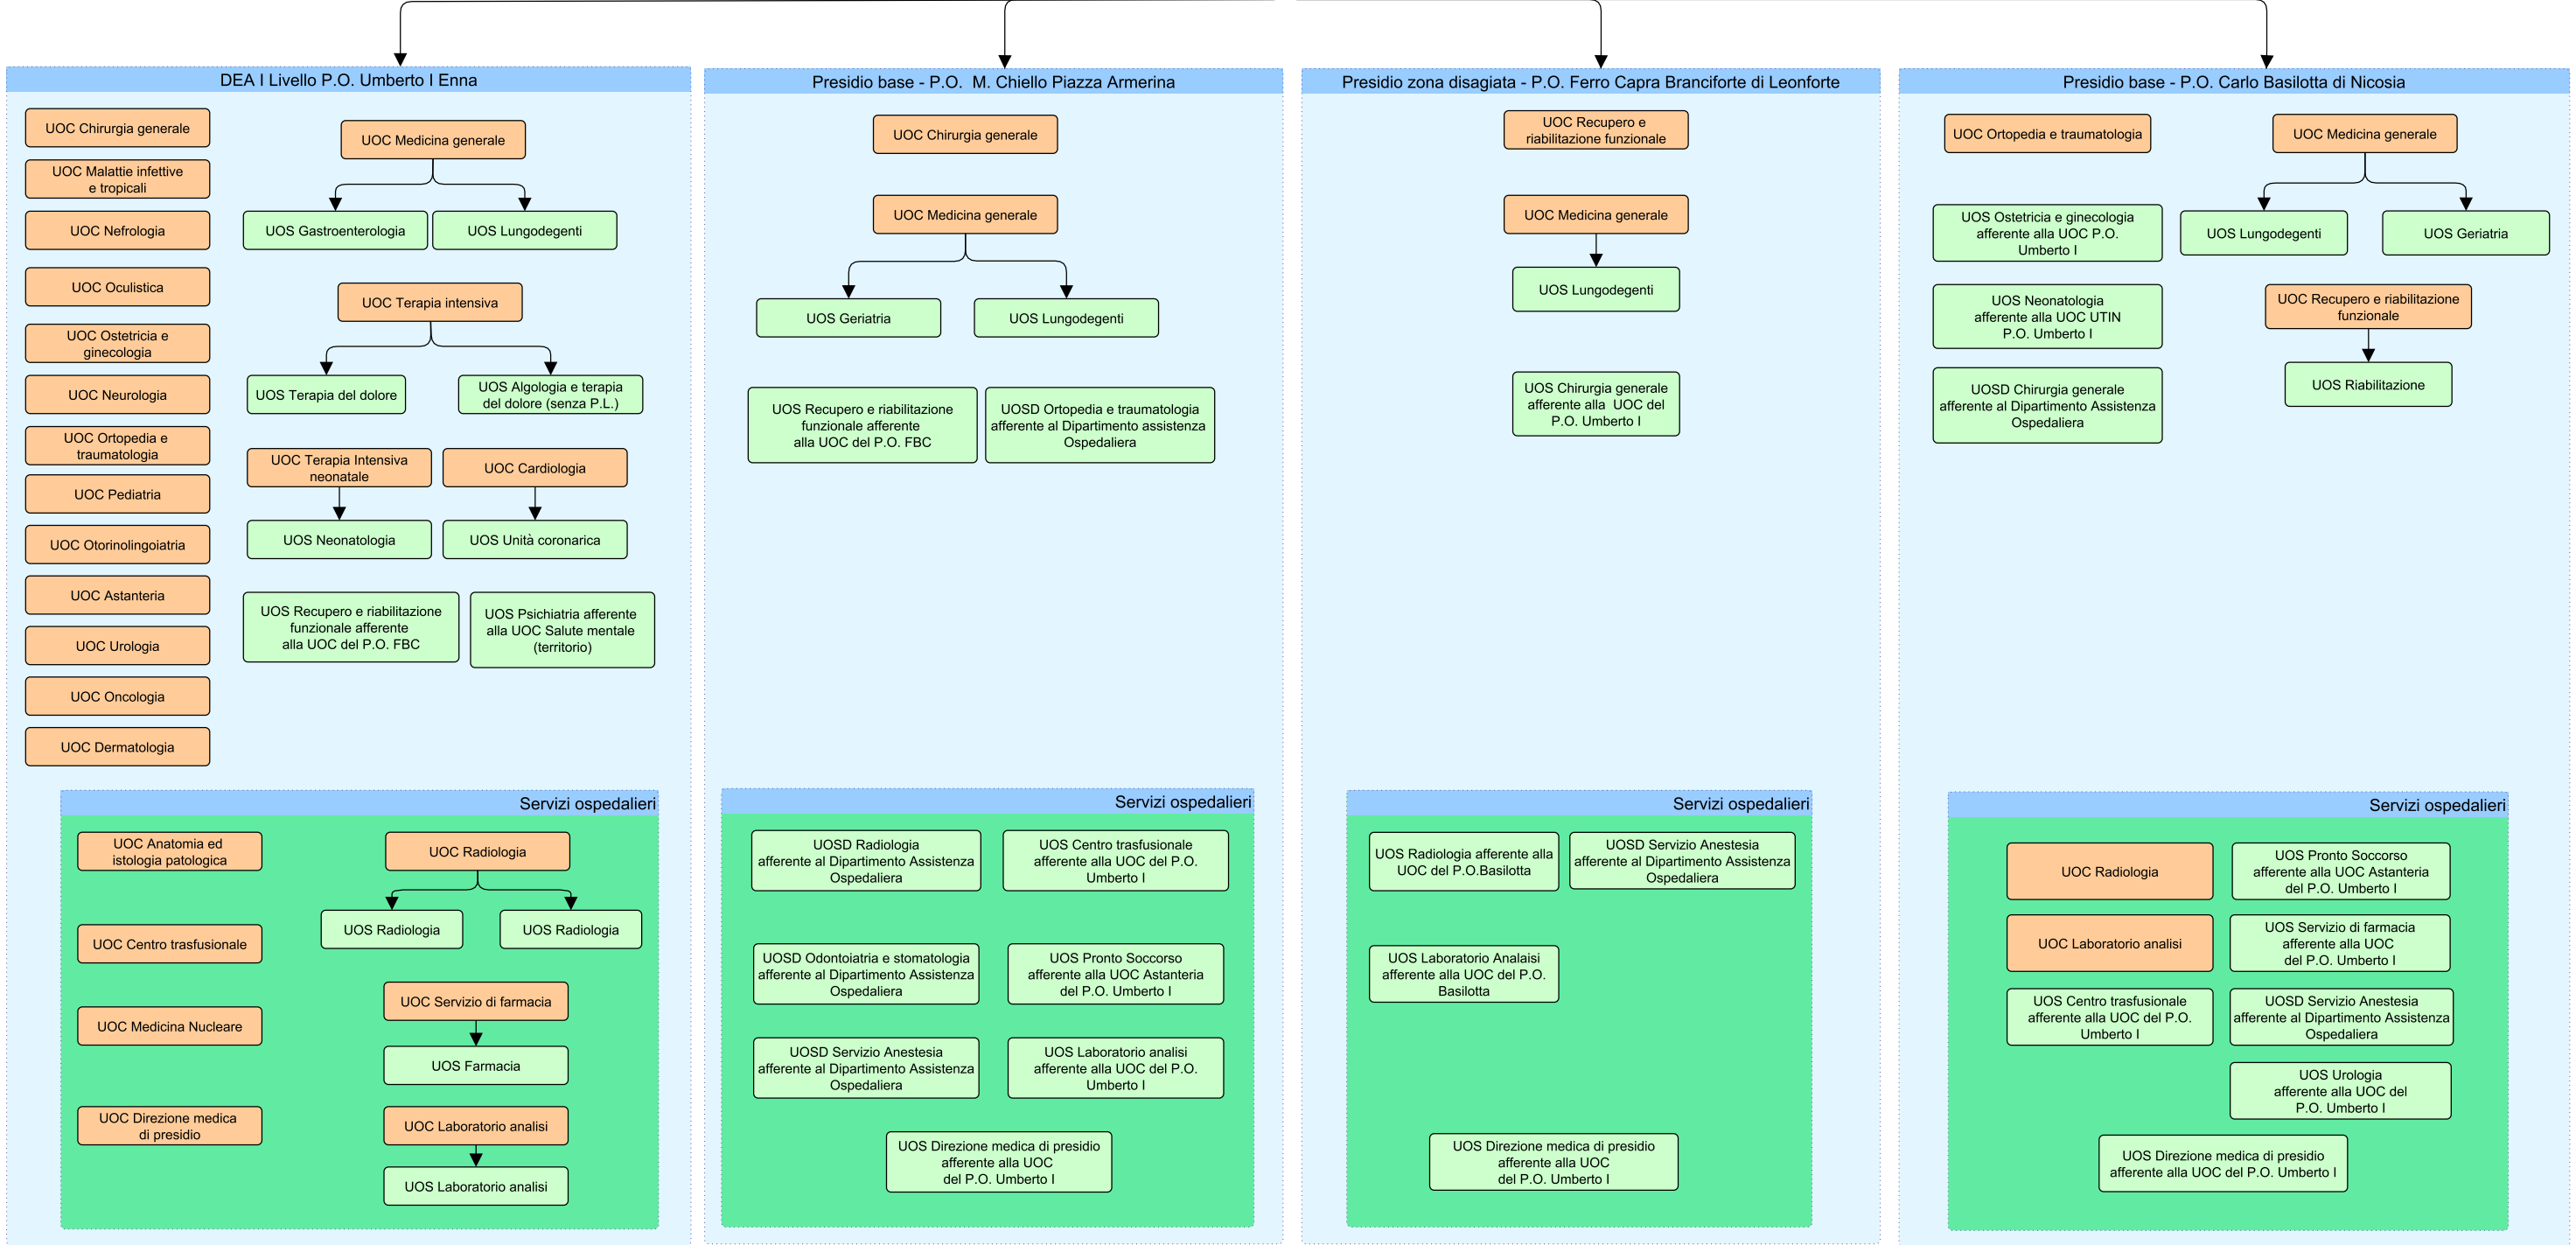 DEA I Livello P.O. Umberto I Enna
UOC Chirurgia generale
UOC Malattie infettive
e tropicali
UOC Nefrologia
UOC Oculistica
UOC Ostetricia e
ginecologia
UOC Neurologia
UOC Ortopedia e
traumatologia
UOC Pediatria
UOC Otorinolingoiatria
UOC Astanteria
UOC Urologia
UOC Oncologia
UOC Dermatologia
UOC Medicina generale
UOS Gastroenterologia
UOS Lungodegenti
UOC Terapia intensiva
UOS Terapia del dolore
UOS Algologia e terapia
del dolore (senza P.L.)
UOC Terapia Intensiva
neonatale
UOC Cardiologia
UOS Neonatologia
UOS Unità coronarica
UOS Recupero e riabilitazione
funzionale afferente
alla UOC del P.O. FBC
UOS Psichiatria afferente
alla UOC Salute mentale
(territorio)
Servizi ospedalieri
UOC Anatomia ed
istologia patologica
UOC Centro trasfusionale
UOC Medicina Nucleare
UOC Direzione medica
di presidio
UOC Radiologia
UOS Radiologia
UOS Radiologia
UOC Servizio di farmacia
UOS Farmacia
UOC Laboratorio analisi
UOS Laboratorio analisi
Presidio base - P.O. M. Chiello Piazza Armerina
UOC Chirurgia generale
UOC Medicina generale
UOS Geriatria
UOS Lungodegenti
UOS Recupero e riabilitazione
funzionale afferente
alla UOC del P.O. FBC
UOSD Ortopedia e traumatologia
afferente al Dipartimento assistenza
Ospedaliera
Servizi ospedalieri
UOSD Radiologia
afferente al Dipartimento Assistenza
Ospedaliera
UOS Centro trasfusionale
afferente alla UOC del P.O.
Umberto I
UOSD Odontoiatria e stomatologia
afferente al Dipartimento Assistenza
Ospedaliera
UOS Pronto Soccorso
afferente alla UOC Astanteria
del P.O. Umberto I
UOSD Servizio Anestesia
afferente al Dipartimento Assistenza
Ospedaliera
UOS Laboratorio analisi
afferente alla UOC del P.O.
Umberto I
UOS Direzione medica di presidio
afferente alla UOC
del P.O. Umberto I
Presidio zona disagiata - P.O. Ferro Capra Branciforte di Leonforte
UOC Recupero e
riabilitazione funzionale
UOC Medicina generale
UOS Lungodegenti
UOS Chirurgia generale
afferente alla UOC del
P.O. Umberto I
Servizi ospedalieri
UOS Radiologia afferente alla
UOC del P.O.Basilotta
UOSD Servizio Anestesia
afferente al Dipartimento Assistenza
Ospedaliera
UOS Laboratorio Analaisi
afferente alla UOC del P.O.
Basilotta
UOS Direzione medica di presidio
afferente alla UOC
del P.O. Umberto I
Presidio base - P.O. Carlo Basilotta di Nicosia
UOC Ortopedia e traumatologia
UOC Medicina generale
UOS Ostetricia e ginecologia
afferente alla UOC P.O.
Umberto I
UOS Lungodegenti
UOS Geriatria
UOS Neonatologia
afferente alla UOC UTIN
P.O. Umberto I
UOC Recupero e riabilitazione
funzionale
UOSD Chirurgia generale
afferente al Dipartimento Assistenza
Ospedaliera
UOS Riabilitazione
Servizi ospedalieri
UOC Radiologia
UOS Pronto Soccorso
afferente alla UOC Astanteria
del P.O. Umberto I
UOC Laboratorio analisi
UOS Servizio di farmacia
afferente alla UOC
del P.O. Umberto I
UOS Centro trasfusionale
afferente alla UOC del P.O.
Umberto I
UOSD Servizio Anestesia
afferente al Dipartimento Assistenza
Ospedaliera
UOS Urologia
afferente alla UOC del
P.O. Umberto I
UOS Direzione medica di presidio
afferente alla UOC del P.O. Umberto I